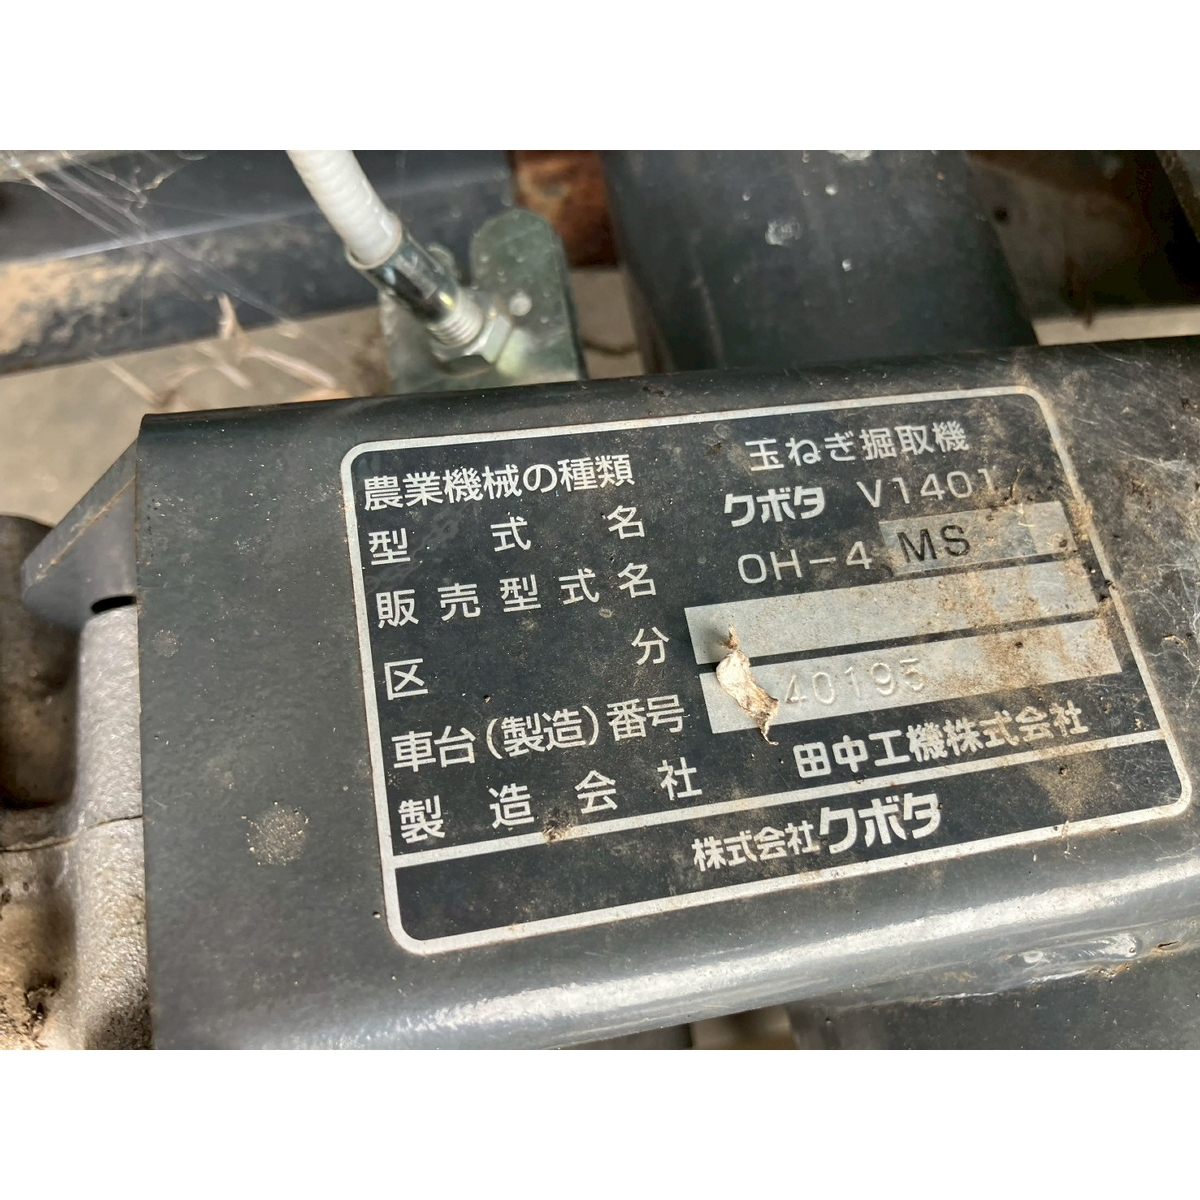 農業機械の種類 玉ねぎ掘取機
型式名 クボタ V1401
販売型式名 OH-4 MS
区分
車台(製造)番号 40195
製造会社 田中工機株式会社
株式会社クボタ